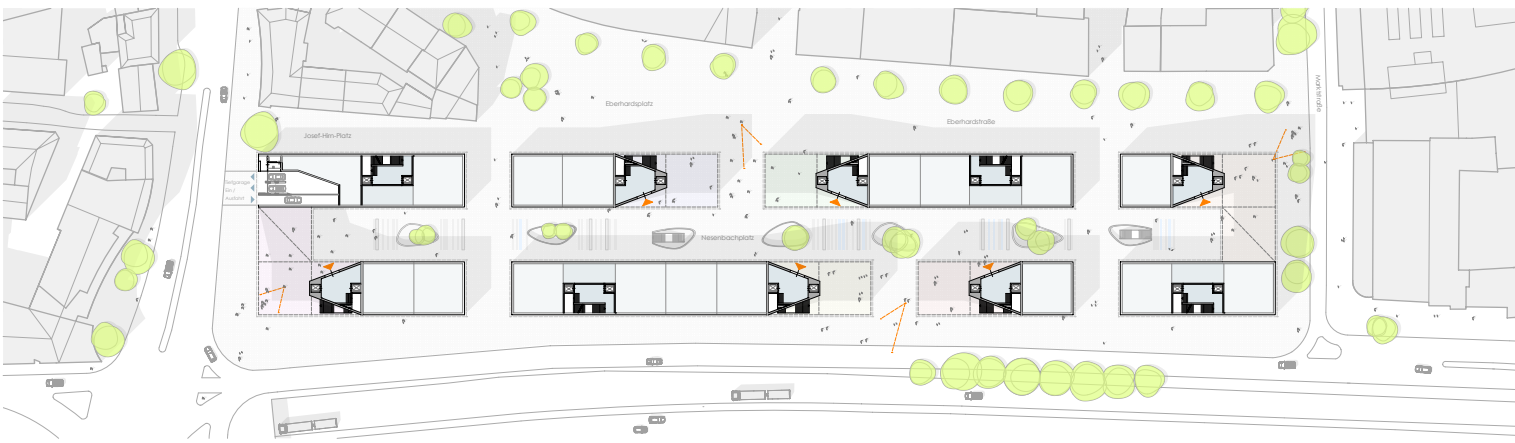 Eberhardsplatz
Eberhardstraße
Josef-Hirn-Platz
Marktstraße
Tiefgarage
Ein /
Ausfahrt
Nesenbachplatz